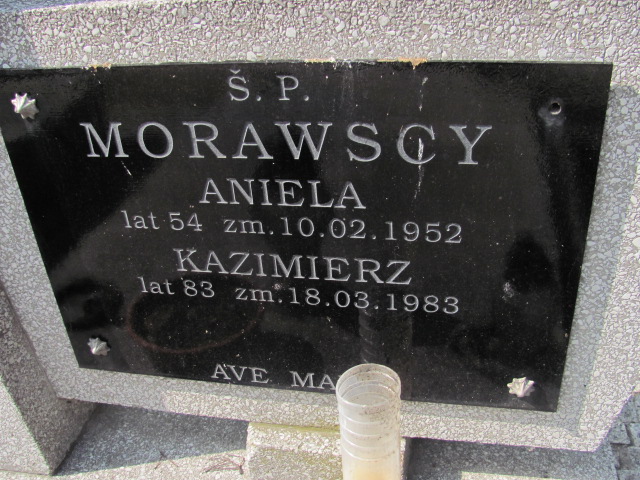 Ś. P.
MORAWSCY
ANIELA
lat 54 zm. 10.02.1952
KAZIMIERZ
lat 83 zm. 18.03.1983
AVE